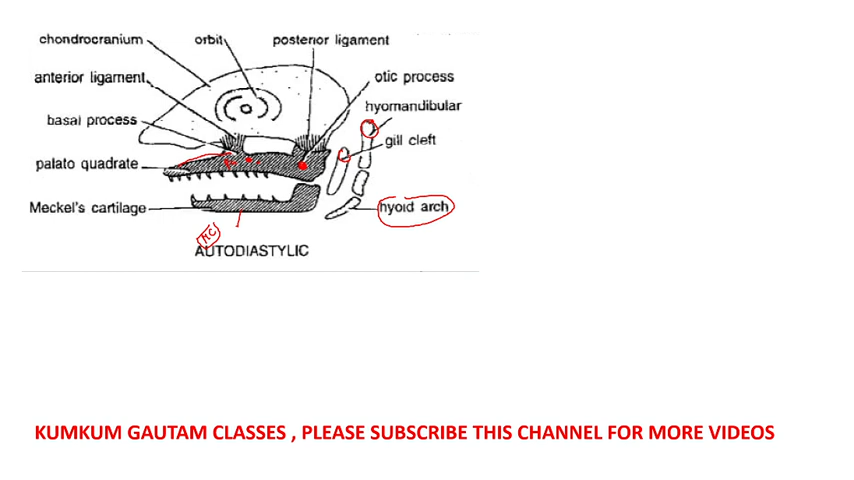 chondrocranium orbit posterior ligament
anterior ligament otic process
hyomandibular
basal process
gill cleft
palato quadrate
Meckel's cartilage hyoid arch
MC
AUTODIASTYLIC
KUMKUM GAUTAM CLASSES , PLEASE SUBSCRIBE THIS CHANNEL FOR MORE VIDEOS